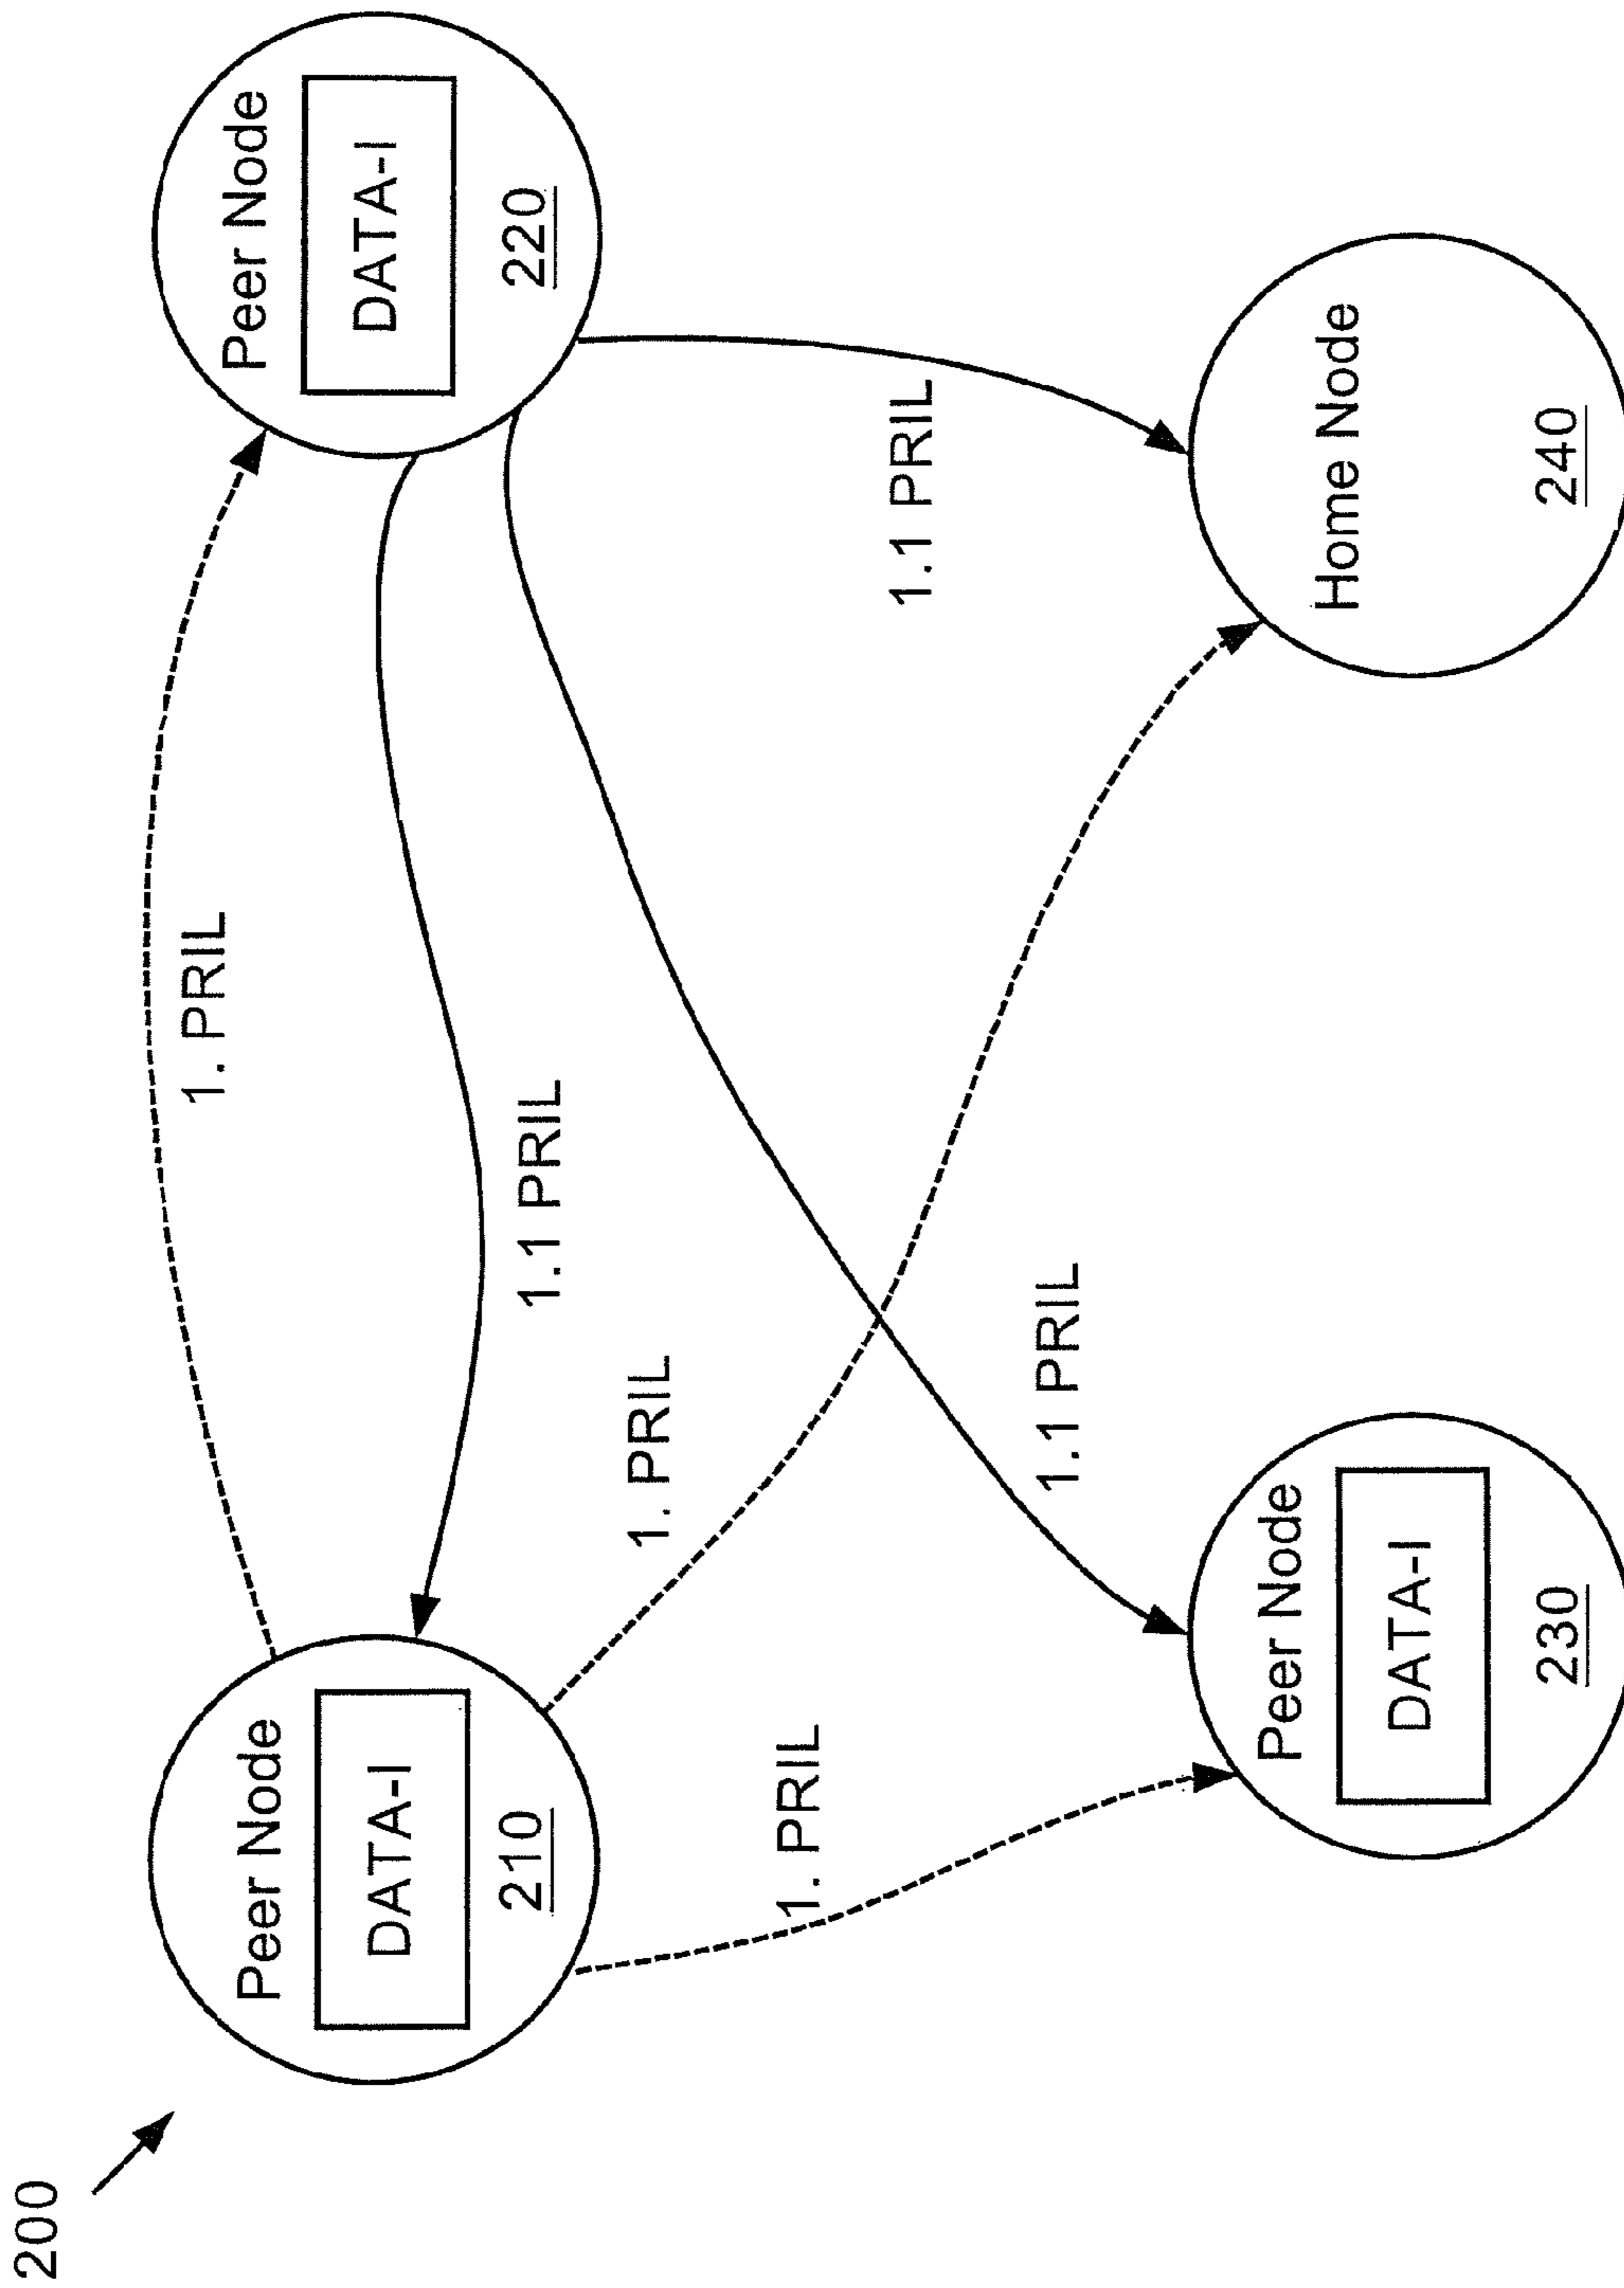 200
Peer Node
DATA-I
210
1. PRIL
1.1 PRIL
Peer Node
DATA-I
220
1. PRIL
1. PRIL
1.1 PRIL
1.1 PRIL
Peer Node
DATA-I
230
Home Node
240